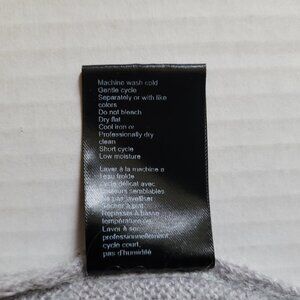 Machine wash cold
Gentle cycle
Separately or with like
colors
Do not bleach
Dry flat
Cool iron or
Professionally dry
clean
Short cycle
Low moisture
Laver à la machine a
l'eau froide
Cycle délicat avec
couleurs semblables
Ne pas javelliser
Sécher à plat
Repasser à basse
température ou
Laver à sec
professionnellement
cycle court,
pas d'humidité